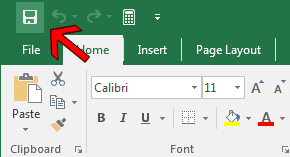 File Home Insert Page Layout
Calibri 11 A A
Paste B I U A
Clipboard Font